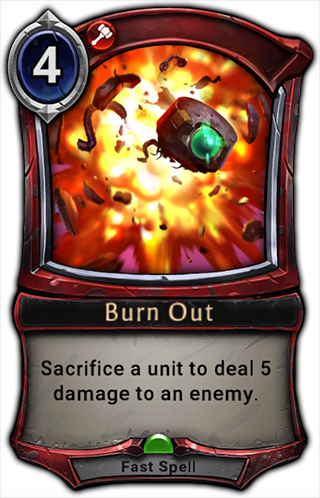 4
Burn Out
Sacrifice a unit to deal 5
damage to an enemy.
Fast Spell